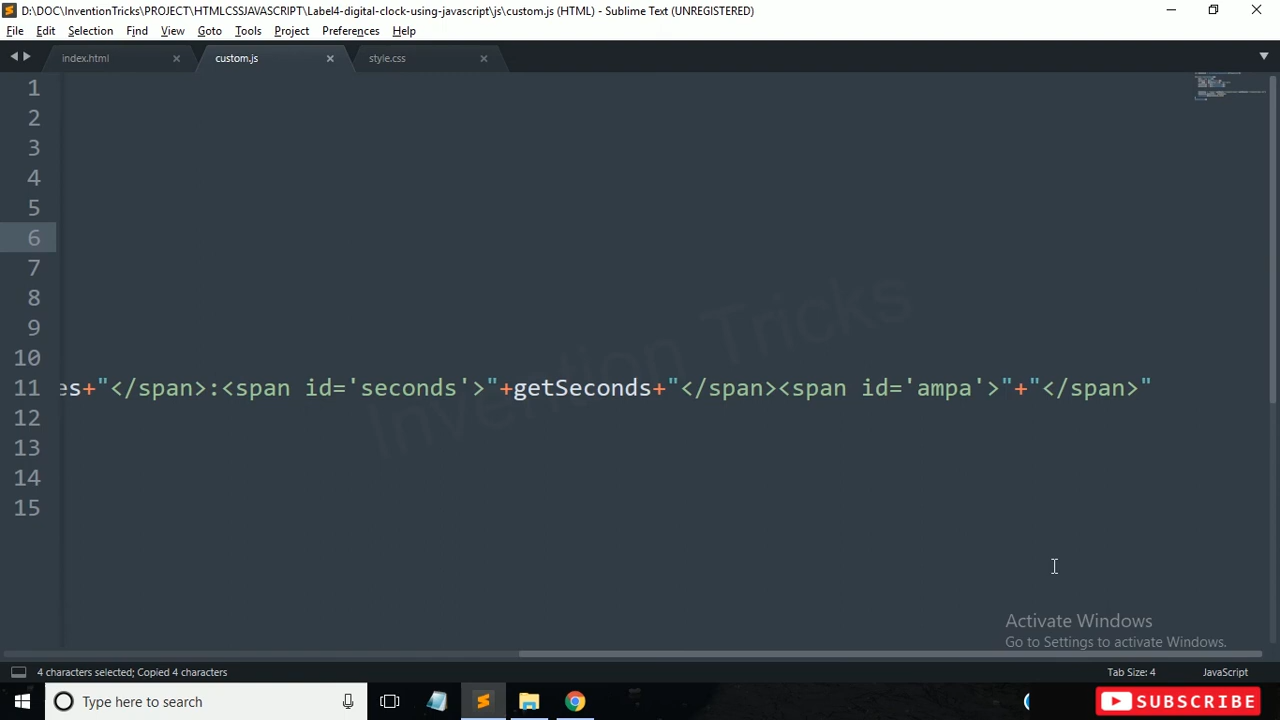 D:\DOC\InventionTricks\PROJECT\HTMLCSSJAVASCRIPT\Label4-digital-clock-using-javascript\js\custom.js (HTML) - Sublime Text (UNREGISTERED)
File Edit Selection Find View Goto Tools Project Preferences Help
index.html custom.js style.css
1
2
3
4
5
6
7
8
9
10
11 es+"</span>:<span id='seconds'>"+getSeconds+"</span><span id='ampa'>"+"</span>"
12
13
14
15
Invention Tricks
Activate Windows
Go to Settings to activate Windows.
4 characters selected; Copied 4 characters Tab Size: 4 JavaScript
Type here to search SUBSCRIBE